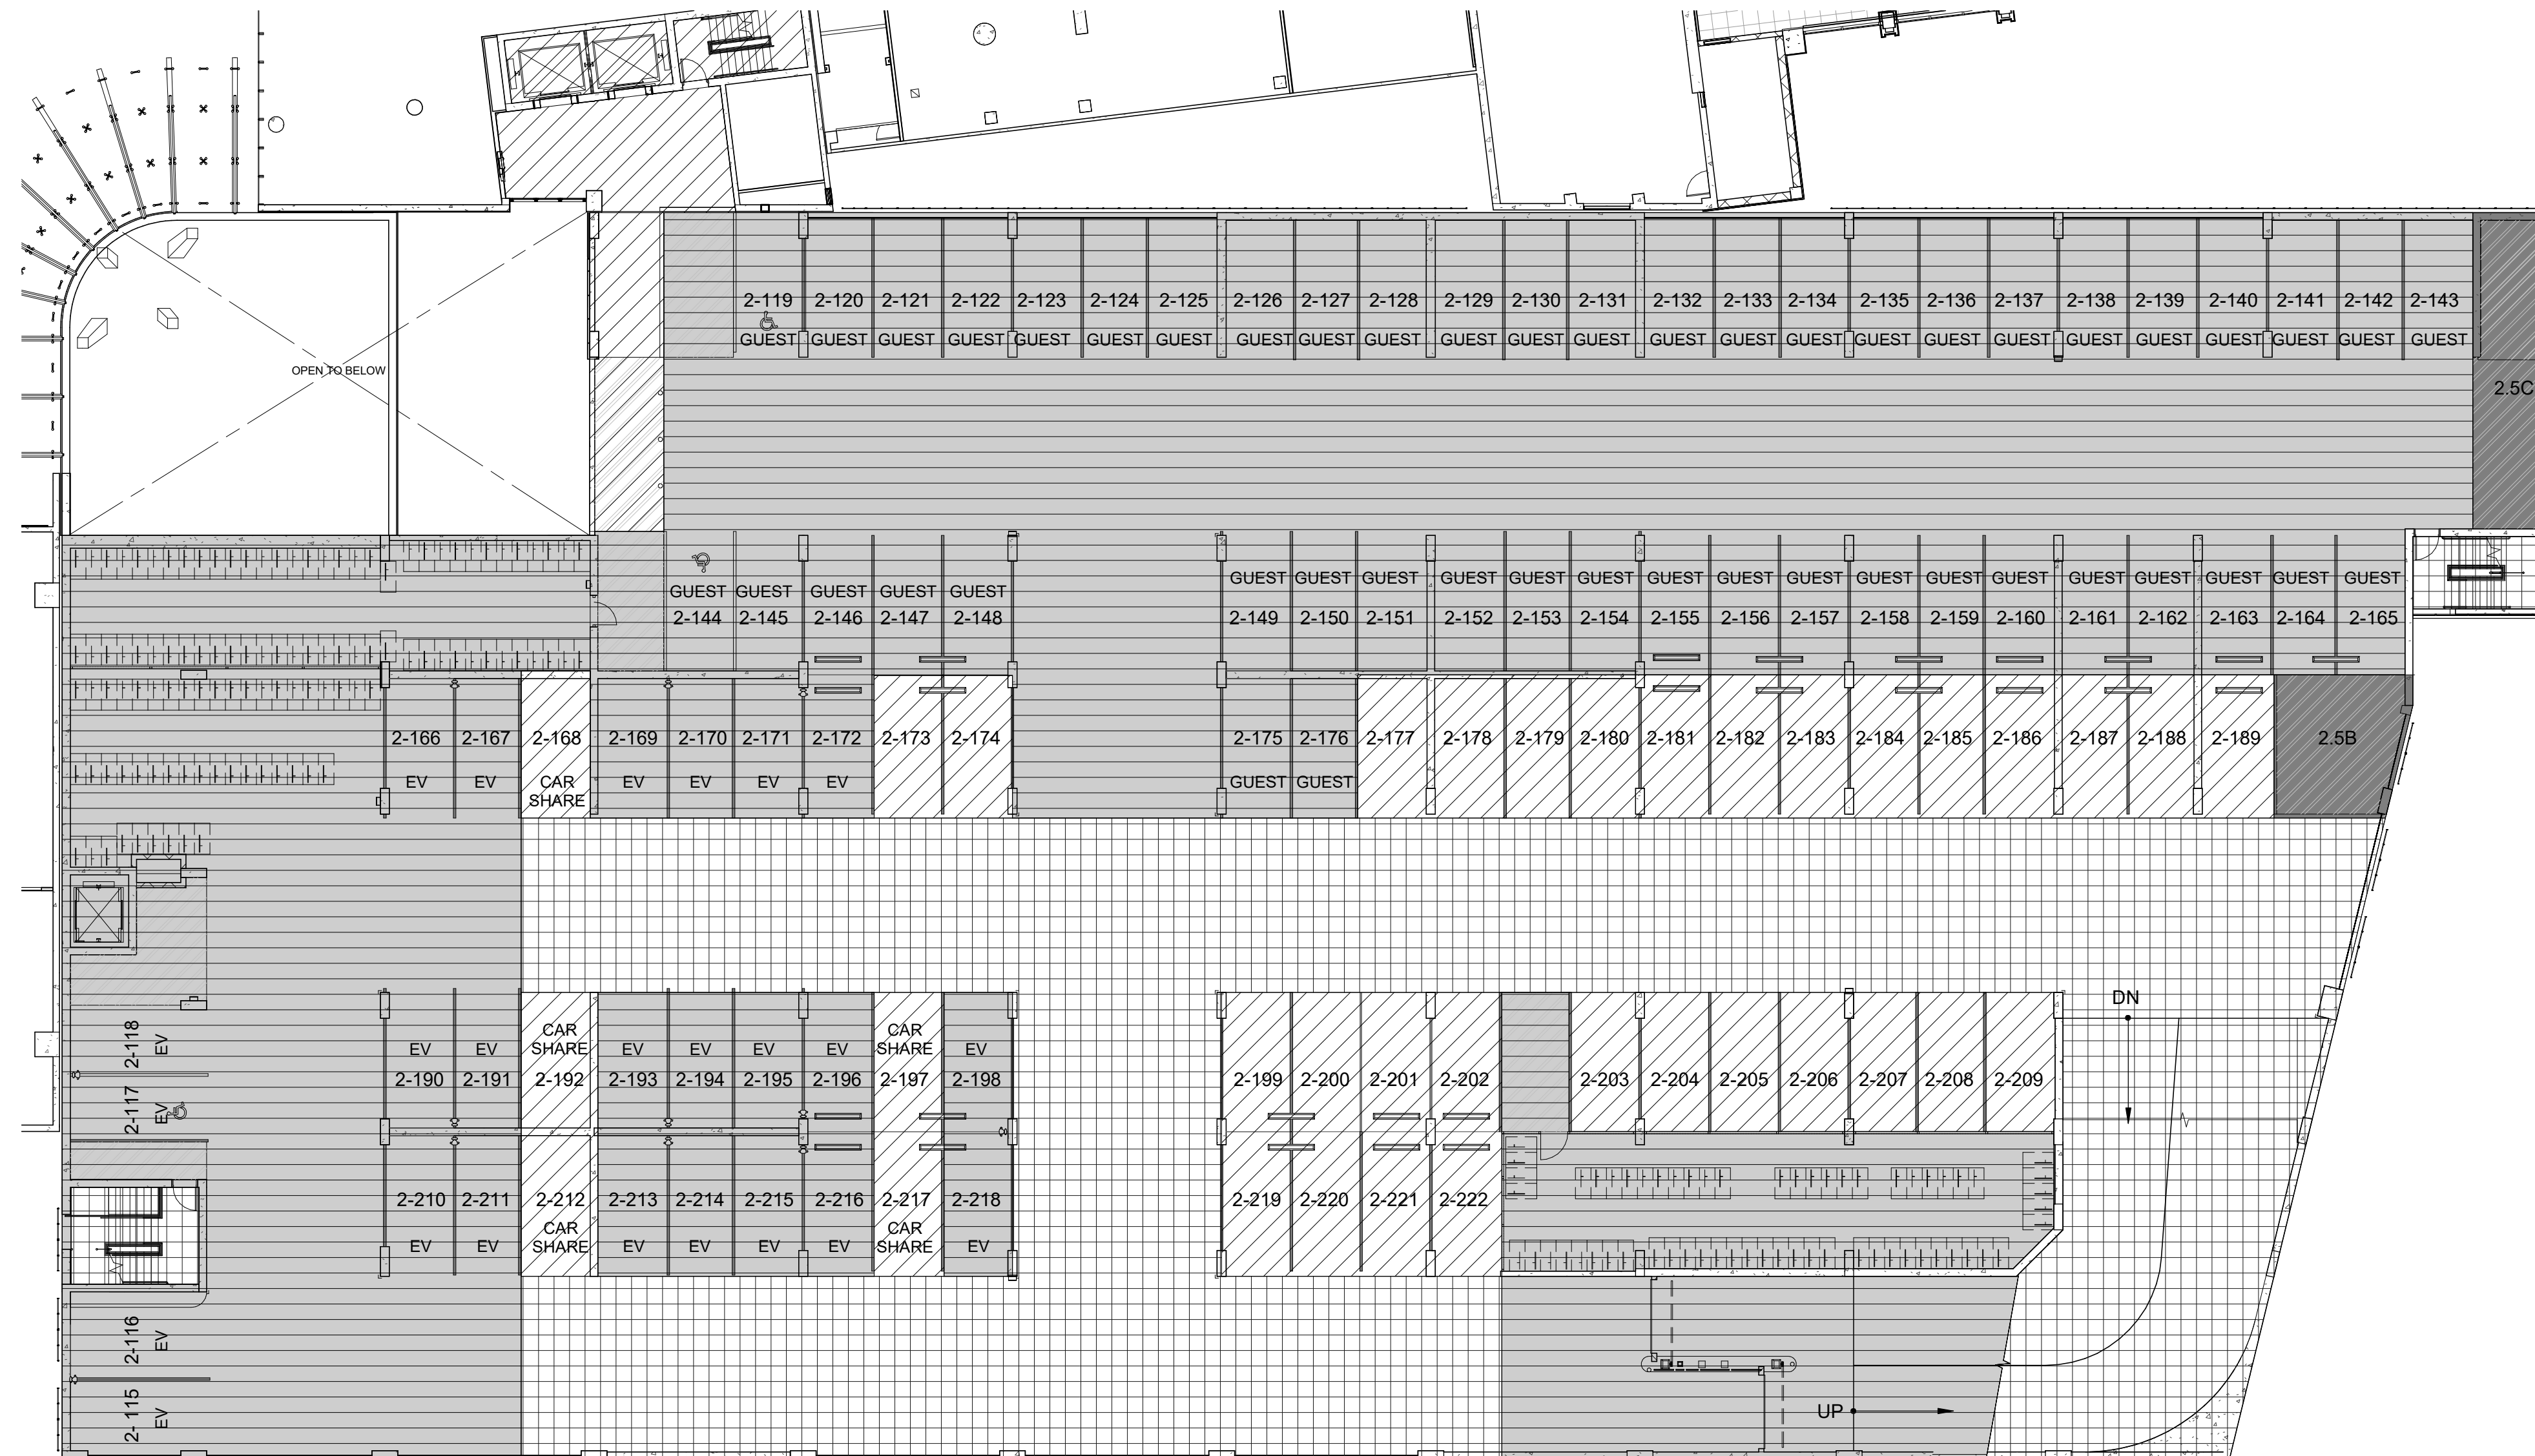 2-119 2-120 2-121 2-122 2-123 2-124 2-125 2-126 2-127 2-128 2-129 2-130 2-131 2-132 2-133 2-134 2-135 2-136 2-137 2-138 2-139 2-140 2-141 2-142 2-143
GUEST GUEST GUEST GUEST GUEST GUEST GUEST GUEST GUEST GUEST GUEST GUEST GUEST GUEST GUEST GUEST GUEST GUEST GUEST GUEST GUEST GUEST GUEST GUEST GUEST
OPEN TO BELOW
2.5C
GUEST GUEST GUEST GUEST GUEST GUEST GUEST GUEST GUEST GUEST GUEST GUEST GUEST GUEST GUEST GUEST GUEST GUEST GUEST GUEST GUEST GUEST
2-144 2-145 2-146 2-147 2-148 2-149 2-150 2-151 2-152 2-153 2-154 2-155 2-156 2-157 2-158 2-159 2-160 2-161 2-162 2-163 2-164 2-165
2-166 2-167 2-168 2-169 2-170 2-171 2-172 2-173 2-174 2-175 2-176 2-177 2-178 2-179 2-180 2-181 2-182 2-183 2-184 2-185 2-186 2-187 2-188 2-189 2.5B
EV EV CAR EV EV EV EV GUEST GUEST
SHARE
DN
2-118
EV
2-117
EV
CAR CAR
EV EV SHARE EV EV EV EV SHARE EV
2-190 2-191 2-192 2-193 2-194 2-195 2-196 2-197 2-198 2-199 2-200 2-201 2-202 2-203 2-204 2-205 2-206 2-207 2-208 2-209
2-210 2-211 2-212 2-213 2-214 2-215 2-216 2-217 2-218 2-219 2-220 2-221 2-222
CAR CAR
EV EV SHARE EV EV EV EV SHARE EV
2-116
EV
2- 115
EV
UP